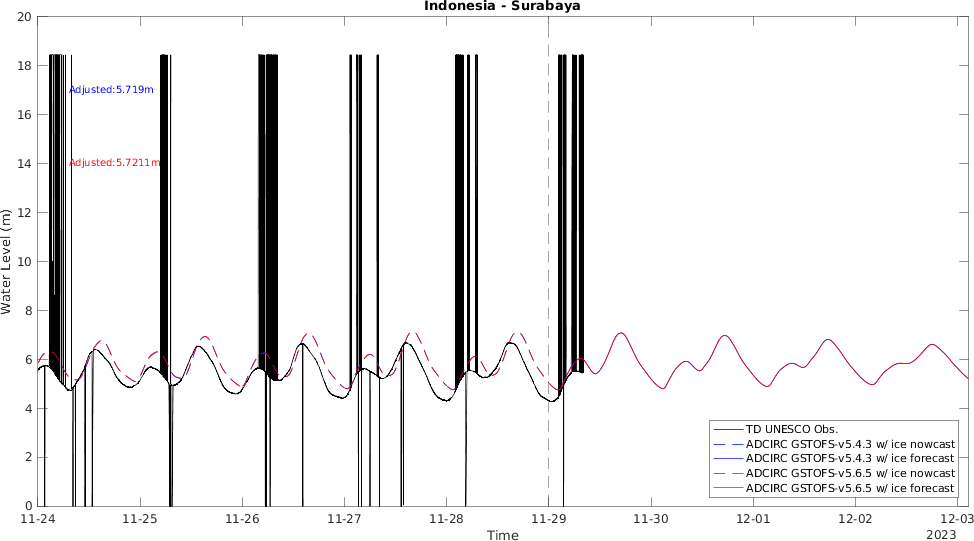 Indonesia - Surabaya
20
18
16
14
12
10
8
6
4
2
0
Water Level (m)
Adjusted:5.719m
Adjusted:5.7211m
TD UNESCO Obs.
ADCIRC GSTOFS-v5.4.3 w/ ice nowcast
ADCIRC GSTOFS-v5.4.3 w/ ice forecast
ADCIRC GSTOFS-v5.6.5 w/ ice nowcast
ADCIRC GSTOFS-v5.6.5 w/ ice forecast
11-24 11-25 11-26 11-27 11-28 11-29 11-30 12-01 12-02 12-03
Time
2023